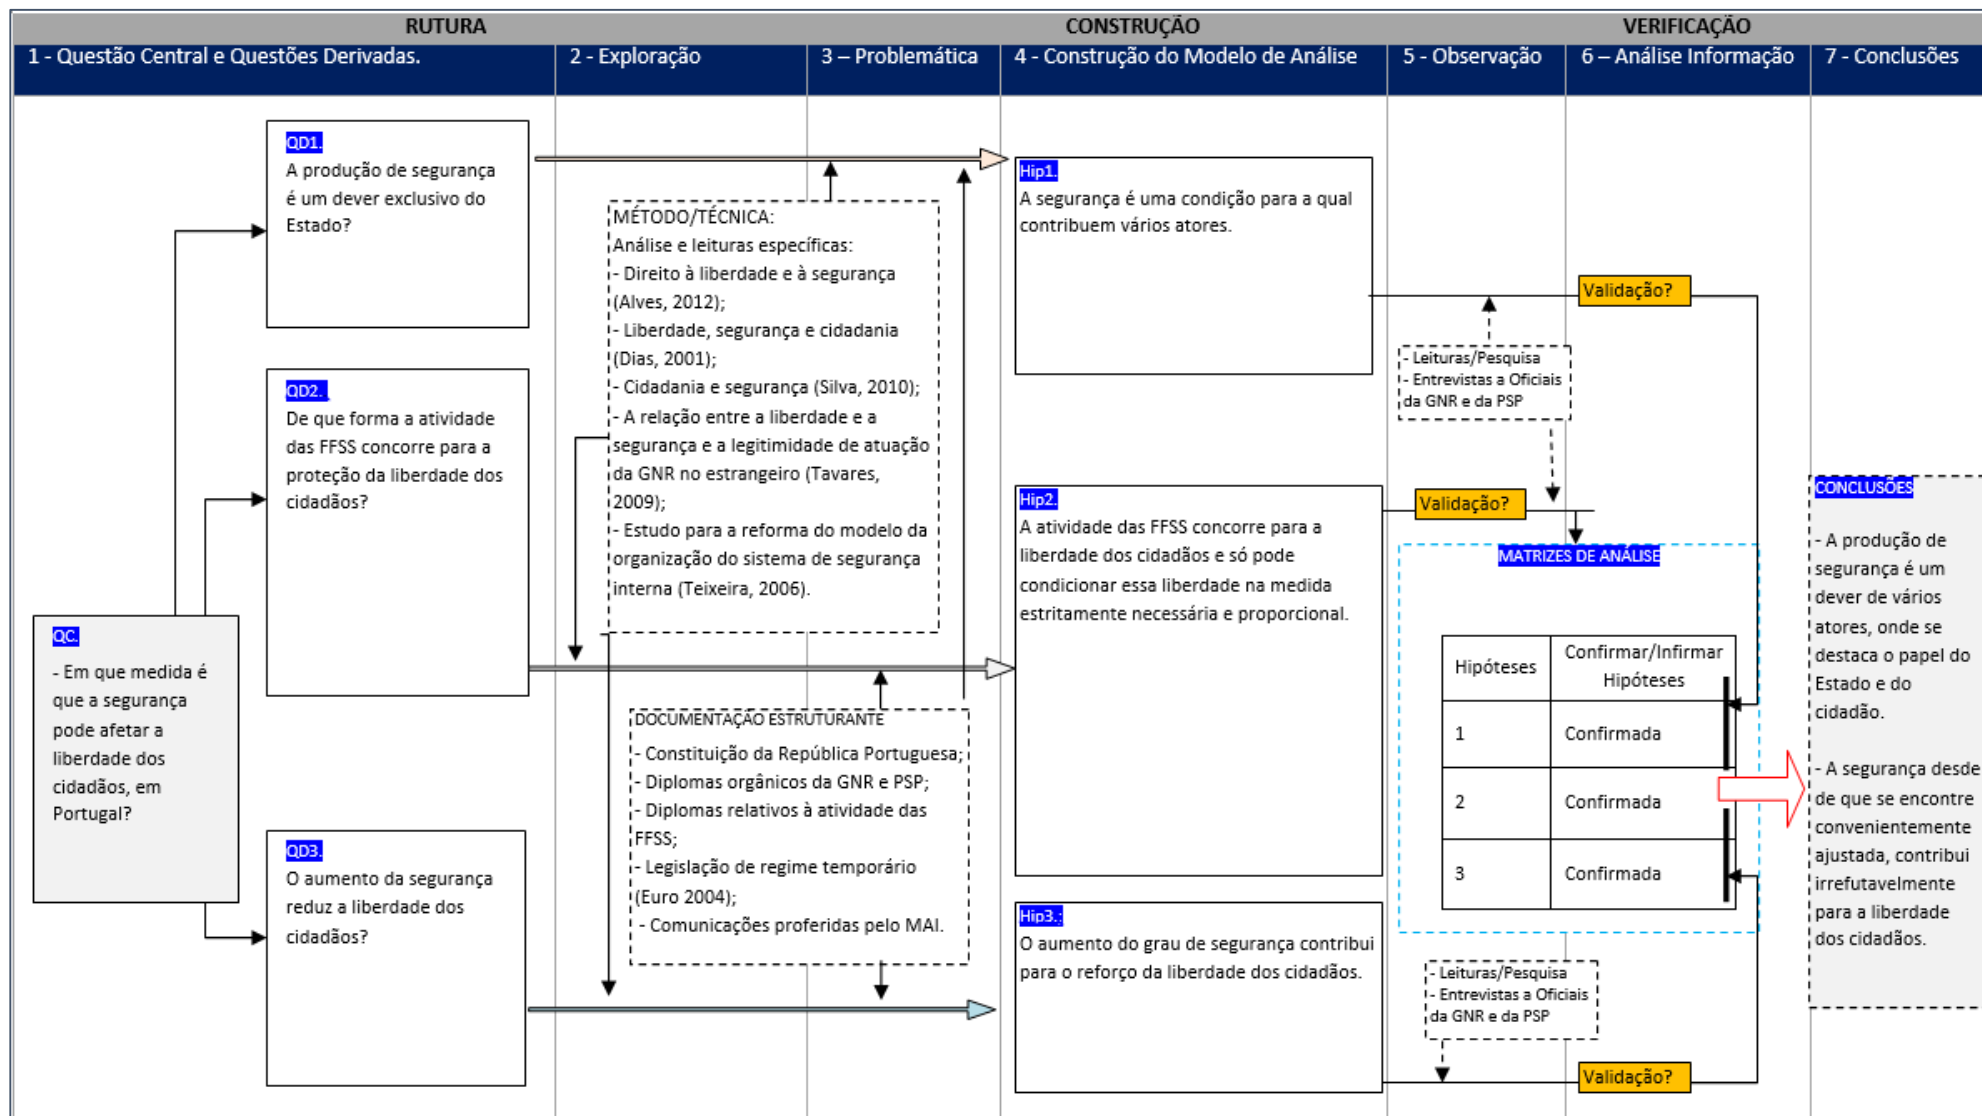 RUTURA
CONSTRUÇÃO
VERIFICAÇÃO
1 - Questão Central e Questões Derivadas.
2 - Exploração
3 – Problemática
4 - Construção do Modelo de Análise
5 - Observação
6 – Análise Informação
7 - Conclusões
QC.
- Em que medida é
que a segurança
pode afetar a
liberdade dos
cidadãos, em
Portugal?
QD1.
A produção de segurança
é um dever exclusivo do
Estado?
QD2.
De que forma a atividade
das FFSS concorre para a
proteção da liberdade dos
cidadãos?
QD3.
O aumento da segurança
reduz a liberdade dos
cidadãos?
MÉTODO/TÉCNICA:
Análise e leituras específicas:
- Direito à liberdade e à segurança
(Alves, 2012);
- Liberdade, segurança e cidadania
(Dias, 2001);
- Cidadania e segurança (Silva, 2010);
- A relação entre a liberdade e a
segurança e a legitimidade de atuação
da GNR no estrangeiro (Tavares,
2009);
- Estudo para a reforma do modelo da
organização do sistema de segurança
interna (Teixeira, 2006).
DOCUMENTAÇÃO ESTRUTURANTE
- Constituição da República Portuguesa;
- Diplomas orgânicos da GNR e PSP;
- Diplomas relativos à atividade das
FFSS;
- Legislação de regime temporário
(Euro 2004);
- Comunicações proferidas pelo MAI.
Hip1.
A segurança é uma condição para a qual
contribuem vários atores.
Hip2.
A atividade das FFSS concorre para a
liberdade dos cidadãos e só pode
condicionar essa liberdade na medida
estritamente necessária e proporcional.
Hip3.:
O aumento do grau de segurança contribui
para o reforço da liberdade dos cidadãos.
Validação?
- Leituras/Pesquisa
- Entrevistas a Oficiais
da GNR e da PSP
Validação?
MATRIZES DE ANÁLISE
Hipóteses
Confirmar/Infirmar
Hipóteses
1
Confirmada
2
Confirmada
3
Confirmada
- Leituras/Pesquisa
- Entrevistas a Oficiais
da GNR e da PSP
Validação?
CONCLUSÕES
- A produção de
segurança é um
dever de vários
atores, onde se
destaca o papel do
Estado e do
cidadão.
- A segurança desde
de que se encontre
convenientemente
ajustada, contribui
irrefutavelmente
para a liberdade
dos cidadãos.